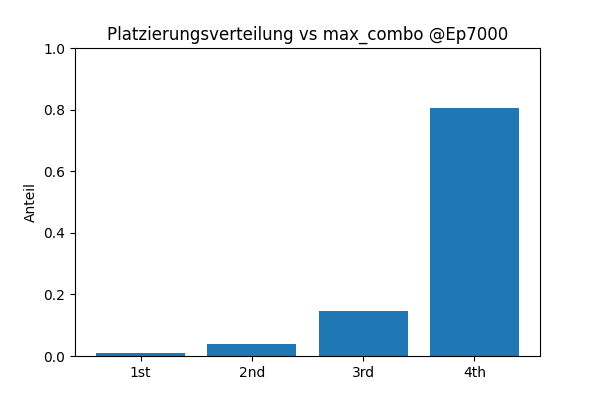 Platzierungsverteilung vs max_combo @Ep7000
1.0
0.8
0.6
0.4
0.2
0.0
Anteil
1st
2nd
3rd
4th